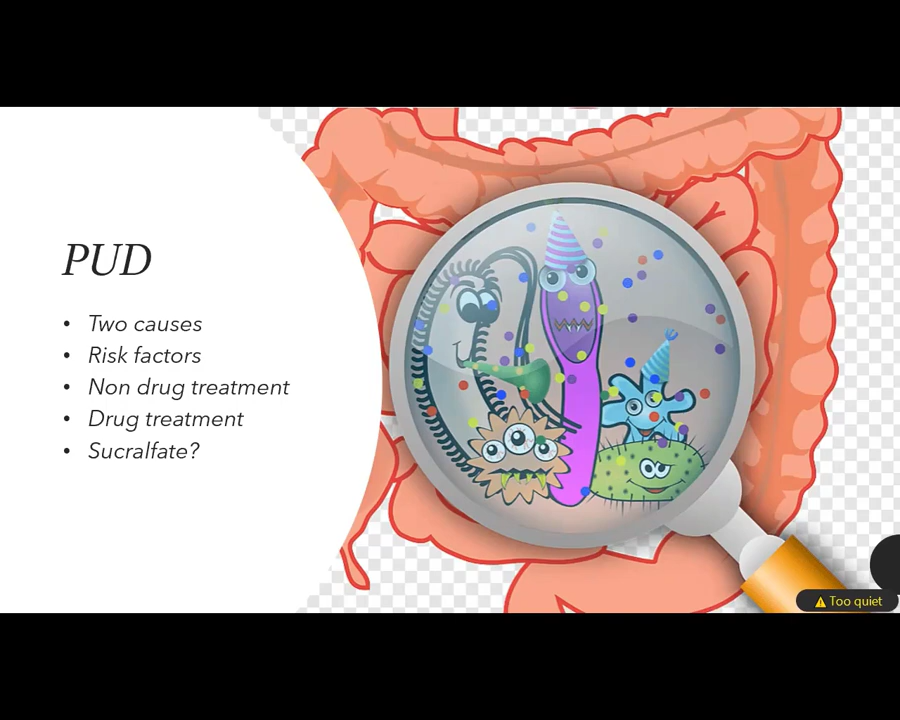 PUD
• Two causes
• Risk factors
• Non drug treatment
• Drug treatment
• Sucralfate?
Too quiet